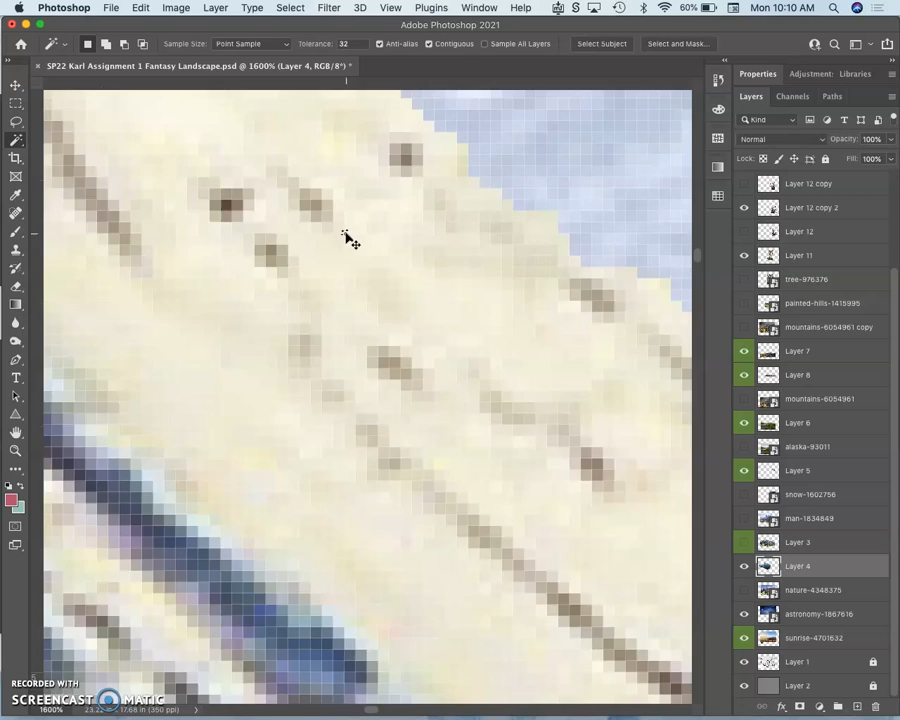 Photoshop File Edit Image Layer Type Select Filter 3D View Plugins Window Help 60% Mon 10:10 AM
Adobe Photoshop 2021
Sample Size: Point Sample Tolerance: 32 Anti-alias Contiguous Sample All Layers Select Subject Select and Mask...
SP22 Karl Assignment 1 Fantasy Landscape.psd @ 1600% (Layer 4, RGB/8*) *
Properties Adjustments Libraries
Layers Channels Paths
Kind
Normal Opacity: 100%
Lock: Fill: 100%
Layer 12 copy
Layer 12 copy 2
Layer 12
Layer 11
tree-976376
painted-hills-1415995
mountains-6054961 copy
Layer 7
Layer 8
mountains-6054961
Layer 6
alaska-93011
Layer 5
snow-1602756
man-1834849
Layer 3
Layer 4
nature-4348375
astronomy-1867616
sunrise-4701632
Layer 1
Layer 2
RECORDED WITH
SCREENCAST MATIC
1600% 17.68 in (350 ppi)